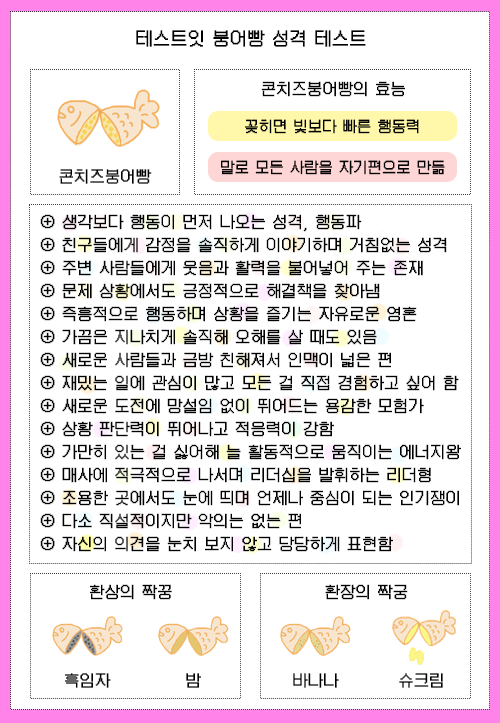 테스트잇 붕어빵 성격 테스트
콘치즈붕어빵
콘치즈붕어빵의 효능
꽂히면 빛보다 빠른 행동력
말로 모든 사람을 자기편으로 만듦
⊕ 생각보다 행동이 먼저 나오는 성격, 행동파
⊕ 친구들에게 감정을 솔직하게 이야기하며 거침없는 성격
⊕ 주변 사람들에게 웃음과 활력을 불어넣어 주는 존재
⊕ 문제 상황에서도 긍정적으로 해결책을 찾아냄
⊕ 즉흥적으로 행동하며 상황을 즐기는 자유로운 영혼
⊕ 가끔은 지나치게 솔직해 오해를 살 때도 있음
⊕ 새로운 사람들과 금방 친해져서 인맥이 넓은 편
⊕ 재밌는 일에 관심이 많고 모든 걸 직접 경험하고 싶어 함
⊕ 새로운 도전에 망설임 없이 뛰어드는 용감한 모험가
⊕ 상황 판단력이 뛰어나고 적응력이 강함
⊕ 가만히 있는 걸 싫어해 늘 활동적으로 움직이는 에너지왕
⊕ 매사에 적극적으로 나서며 리더십을 발휘하는 리더형
⊕ 조용한 곳에서도 눈에 띄며 언제나 중심이 되는 인기쟁이
⊕ 다소 직설적이지만 악의는 없는 편
⊕ 자신의 의견을 눈치 보지 않고 당당하게 표현함
환상의 짝꿍
환장의 짝궁
흑임자
밤
바나나
슈크림